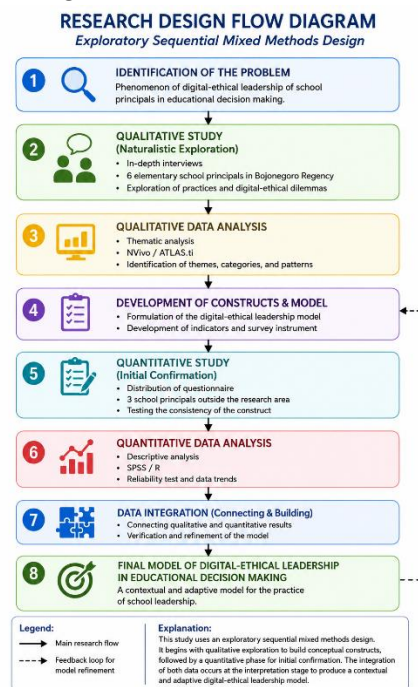 RESEARCH DESIGN FLOW DIAGRAM
Exploratory Sequential Mixed Methods Design
1
IDENTIFICATION OF THE PROBLEM
Phenomenon of digital-ethical leadership of school
principals in educational decision making.
2
QUALITATIVE STUDY
(Naturalistic Exploration)
• In-depth interviews
• 6 elementary school principals in Bojonegoro Regency
• Exploration of practices and digital-ethical dilemmas
3
QUALITATIVE DATA ANALYSIS
• Thematic analysis
• NVivo / ATLAS.ti
• Identification of themes, categories, and patterns
4
DEVELOPMENT OF CONSTRUCTS & MODEL
• Formulation of the digital-ethical leadership model
• Development of indicators and survey instrument
5
QUANTITATIVE STUDY
(Initial Confirmation)
• Distribution of questionnaire
• 3 school principals outside the research area
• Testing the consistency of the construct
6
QUANTITATIVE DATA ANALYSIS
• Descriptive analysis
• SPSS / R
• Reliability test and data trends
7
DATA INTEGRATION (Connecting & Building)
• Connecting qualitative and quantitative results
• Verification and refinement of the model
8
FINAL MODEL OF DIGITAL-ETHICAL LEADERSHIP
IN EDUCATIONAL DECISION MAKING
A contextual and adaptive model for the practice
of school leadership.
Legend:
Main research flow
Feedback loop for
model refinement
Explanation:
This study uses an exploratory sequential mixed methods design.
It begins with qualitative exploration to build conceptual constructs,
followed by a quantitative phase for initial confirmation. The integration
of both data occurs at the interpretation stage to produce a contextual
and adaptive digital-ethical leadership model.